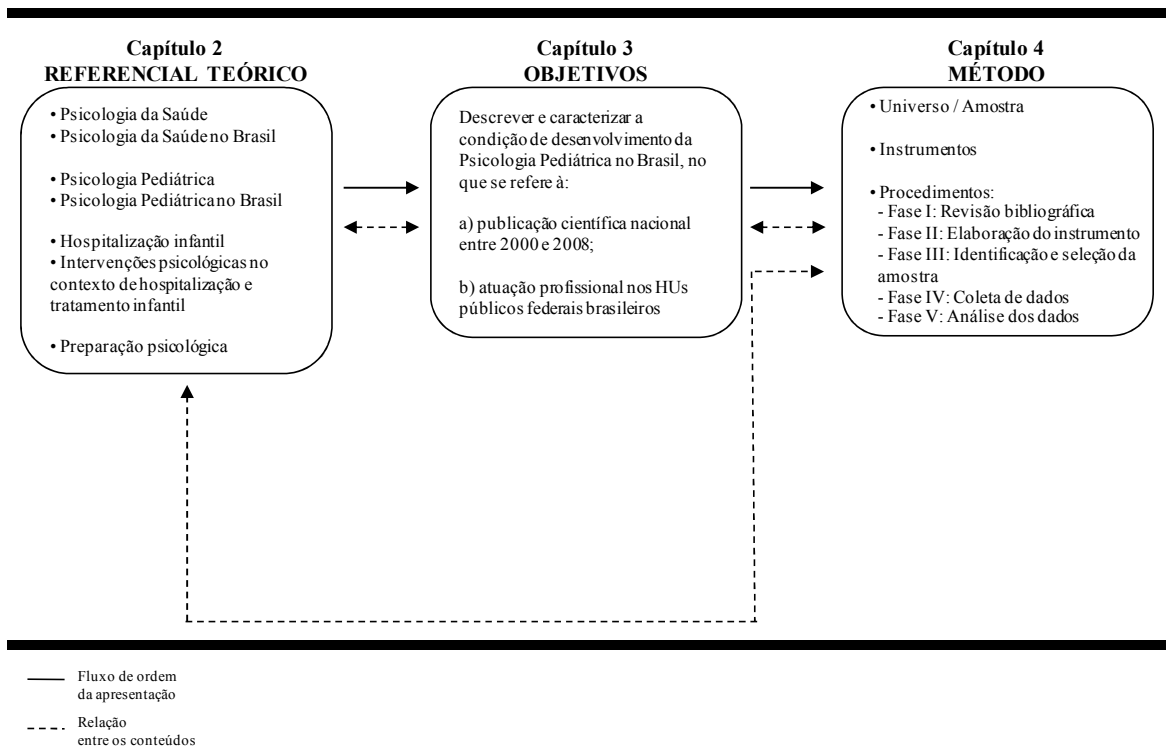 Capítulo 2
REFERENCIAL TEÓRICO
• Psicologia da Saúde
• Psicologia da Saúde no Brasil
• Psicologia Pediátrica
• Psicologia Pediátrica no Brasil
• Hospitalização infantil
• Intervenções psicológicas no
contexto de hospitalização e
tratamento infantil
• Preparação psicológica
Capítulo 3
OBJETIVOS
Descrever e caracterizar a
condição de desenvolvimento da
Psicologia Pediátrica no Brasil, no
que se refere à:
a) publicação científica nacional
entre 2000 e 2008;
b) atuação profissional nos HUs
públicos federais brasileiros
Capítulo 4
MÉTODO
• Universo / Amostra
• Instrumentos
• Procedimentos:
- Fase I: Revisão bibliográfica
- Fase II: Elaboração do instrumento
- Fase III: Identificação e seleção da
amostra
- Fase IV: Coleta de dados
- Fase V: Análise dos dados
Fluxo de ordem
da apresentação
Relação
entre os conteúdos